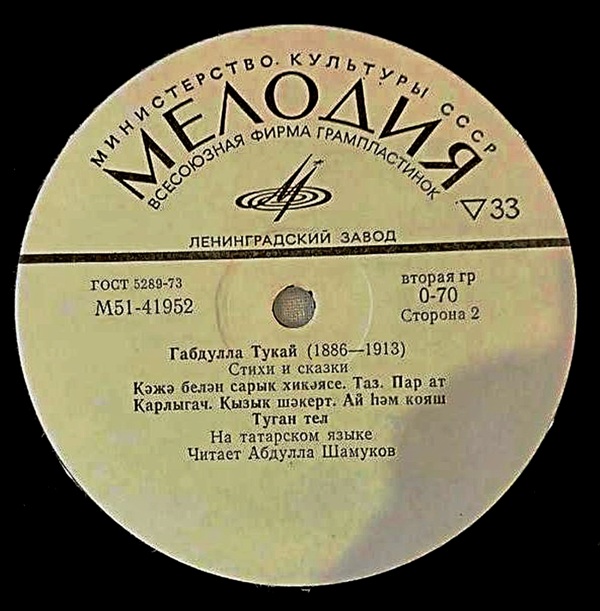 МИНИСТЕРСТВО КУЛЬТУРЫ СССР
МЕЛОДИЯ
ВСЕСОЮЗНАЯ ФИРМА ГРАМПЛАСТИНОК
▽33
ЛЕНИНГРАДСКИЙ ЗАВОД
ГОСТ 5289-73
М51-41952
вторая гр
0-70
Сторона 2
Габдулла Тукай (1886—1913)
Стихи и сказки
Кәжә белән сарык хикәясе. Таз. Пар ат
Карлыгач. Кызык шәкерт. Ай һәм кояш
Туган тел
На татарском языке
Читает Абдулла Шамуков